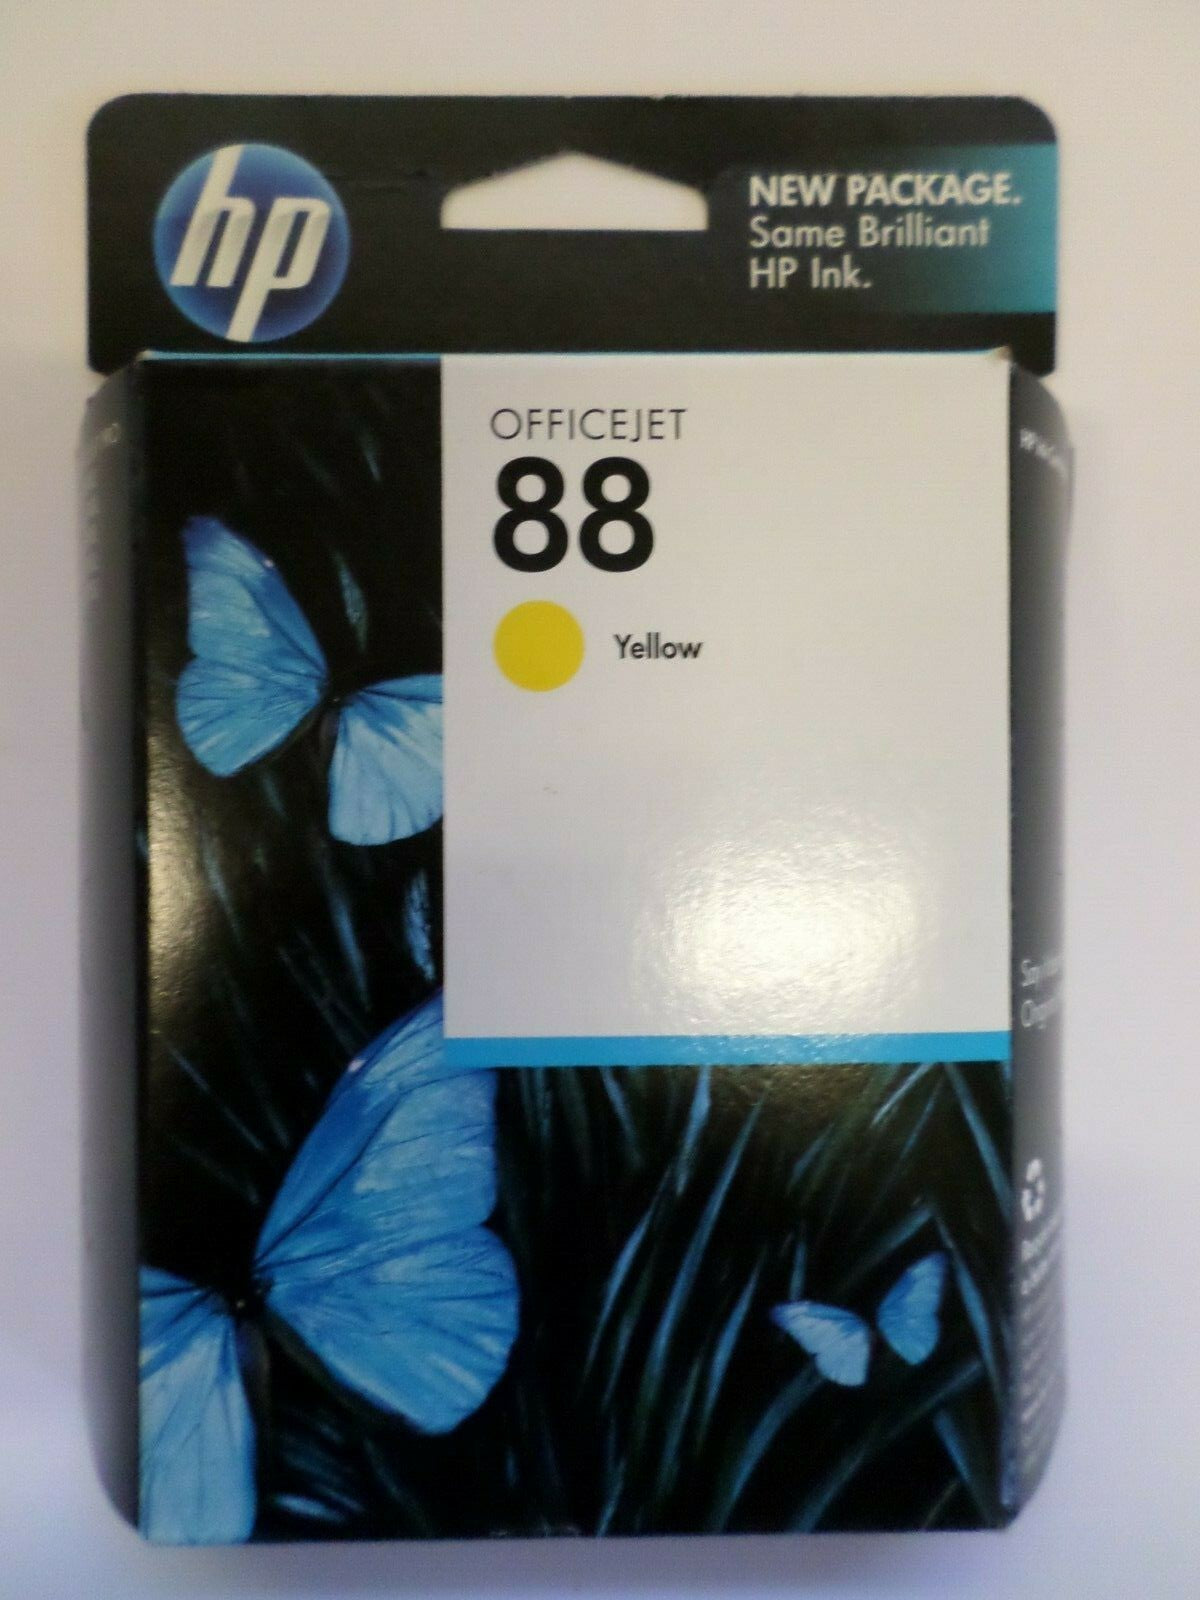 hp
NEW PACKAGE.
Same Brilliant
HP Ink.
OFFICEJET
88
Yellow